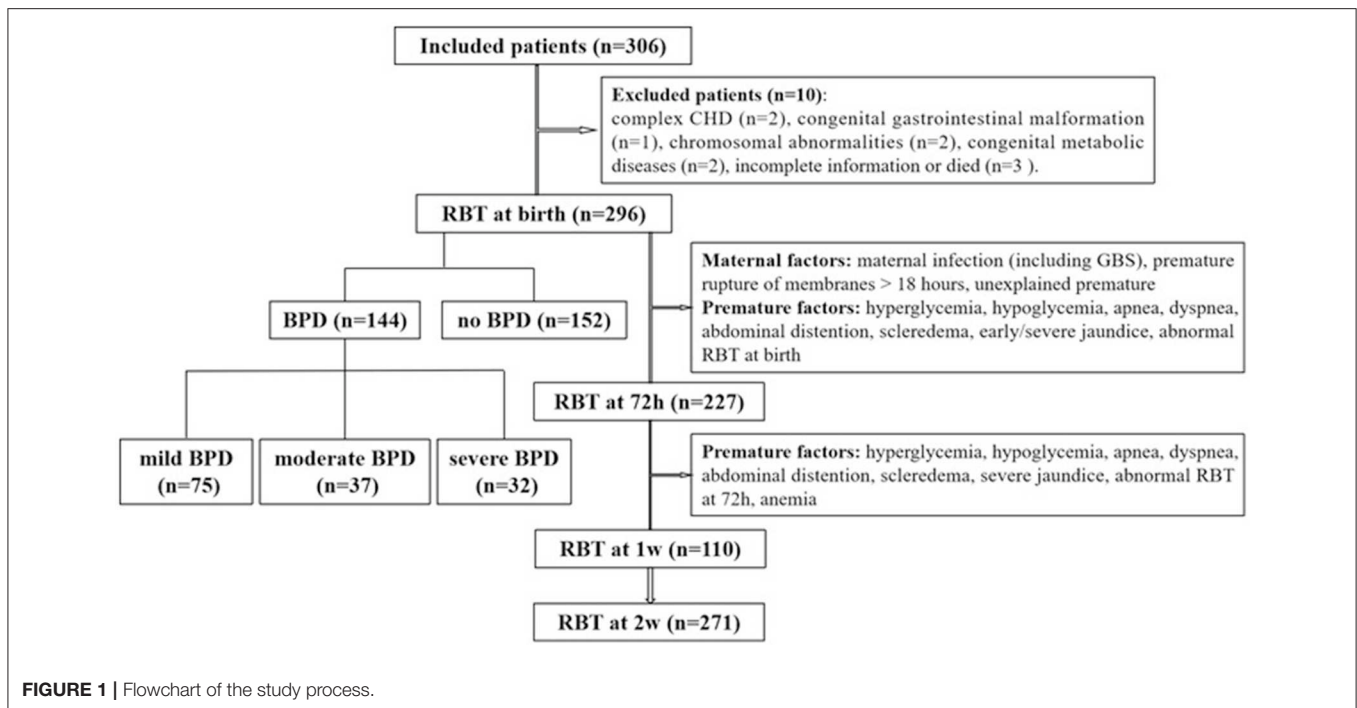 Included patients (n=306)
Excluded patients (n=10):
complex CHD (n=2), congenital gastrointestinal malformation
(n=1), chromosomal abnormalities (n=2), congenital metabolic
diseases (n=2), incomplete information or died (n=3 ).
RBT at birth (n=296)
Maternal factors: maternal infection (including GBS), premature
rupture of membranes > 18 hours, unexplained premature
Premature factors: hyperglycemia, hypoglycemia, apnea, dyspnea,
abdominal distention, scleredema, early/severe jaundice, abnormal
RBT at birth
BPD (n=144)
no BPD (n=152)
RBT at 72h (n=227)
mild BPD
(n=75)
moderate BPD
(n=37)
severe BPD
(n=32)
Premature factors: hyperglycemia, hypoglycemia, apnea, dyspnea,
abdominal distention, scleredema, severe jaundice, abnormal RBT
at 72h, anemia
RBT at 1w (n=110)
RBT at 2w (n=271)
FIGURE 1 | Flowchart of the study process.